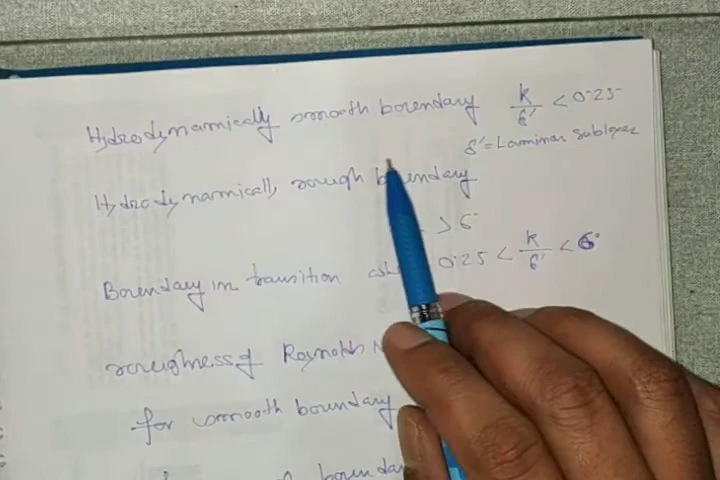 Hydrodynamically smooth boundary k/δ' < 0.25
δ' = Laminar sublayer
Hydrodynamically rough boundary
> 6
Boundary in transition 0.25 < k/δ' < 6
roughness of Reynolds
for smooth boundary